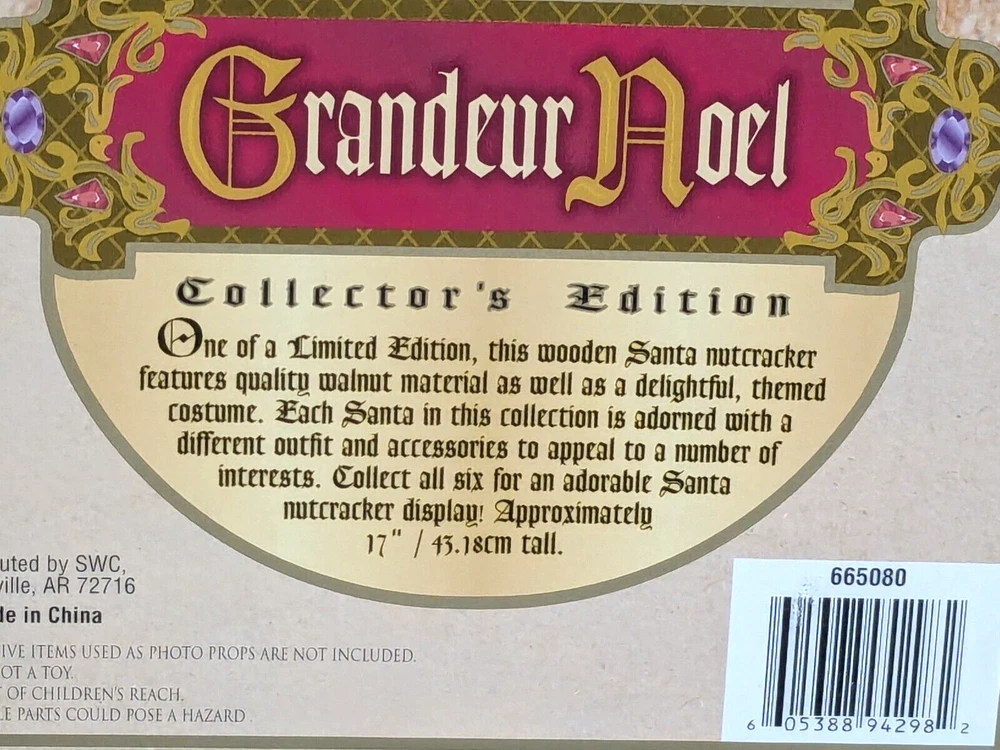 Grandeur Noel
Collector's Edition
One of a Limited Edition, this wooden Santa nutcracker
features quality walnut material as well as a delightful, themed
costume. Each Santa in this collection is adorned with a
different outfit and accessories to appeal to a number of
interests. Collect all six for an adorable Santa
nutcracker display! Approximately
17" / 43.18cm tall.
uted by SWC,
ville, AR 72716
de in China
IVE ITEMS USED AS PHOTO PROPS ARE NOT INCLUDED.
OT A TOY.
T OF CHILDREN'S REACH.
LE PARTS COULD POSE A HAZARD.
665080
6 05388 94298 2